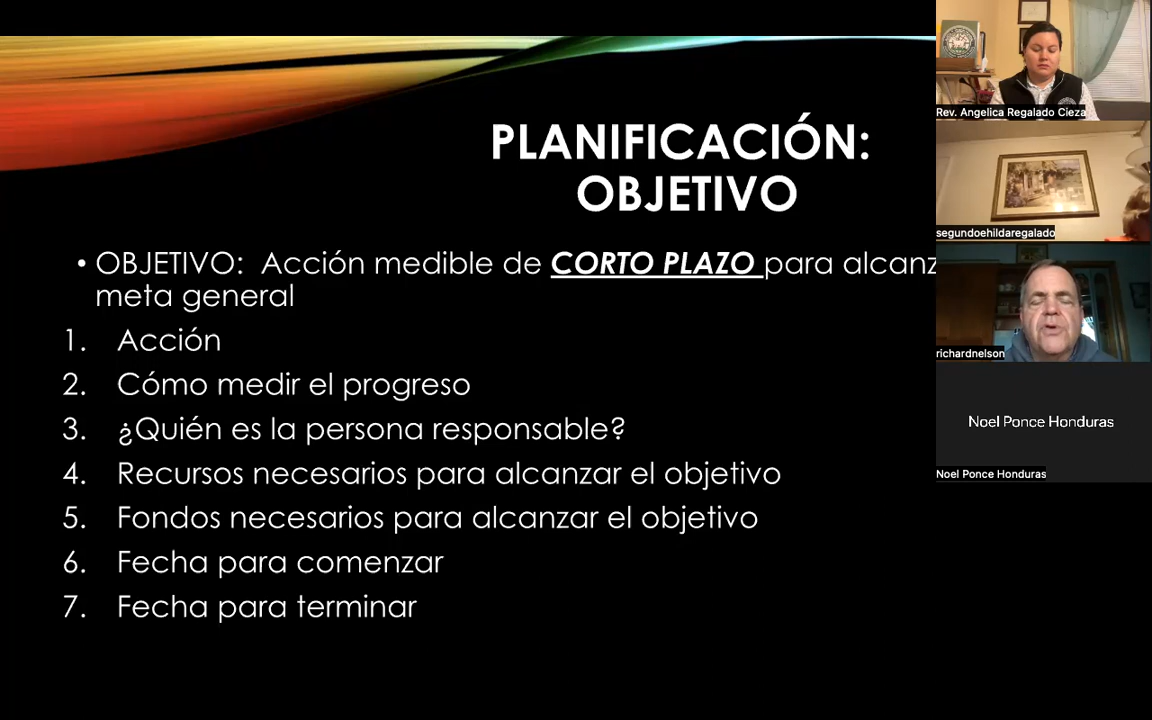 PLANIFICACIÓN:
OBJETIVO
• OBJETIVO:  Acción medible de CORTO PLAZO para alcanz
meta general
1. Acción
2. Cómo medir el progreso
3. ¿Quién es la persona responsable?
4. Recursos necesarios para alcanzar el objetivo
5. Fondos necesarios para alcanzar el objetivo
6. Fecha para comenzar
7. Fecha para terminar
Rev. Angelica Regalado Cieza
segundoehildaregalado
richardnelson
Noel Ponce Honduras
Noel Ponce Honduras